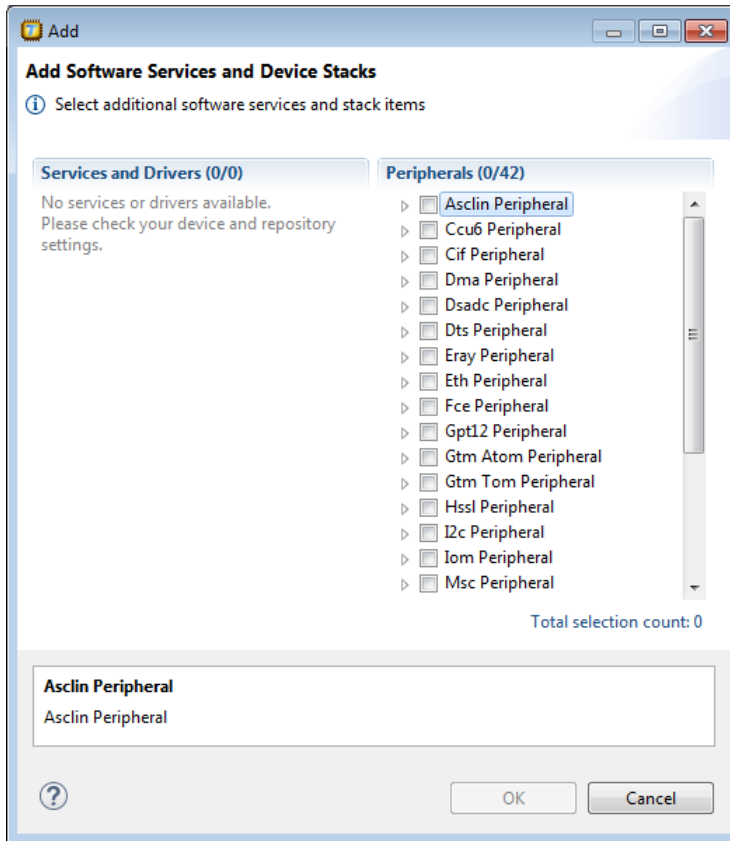 Add
Add Software Services and Device Stacks
Select additional software services and stack items
Services and Drivers (0/0)
No services or drivers available.
Please check your device and repository
settings.
Peripherals (0/42)
Asclin Peripheral
Ccu6 Peripheral
Cif Peripheral
Dma Peripheral
Dsadc Peripheral
Dts Peripheral
Eray Peripheral
Eth Peripheral
Fce Peripheral
Gpt12 Peripheral
Gtm Atom Peripheral
Gtm Tom Peripheral
Hssl Peripheral
I2c Peripheral
Iom Peripheral
Msc Peripheral
Total selection count: 0
Asclin Peripheral
Asclin Peripheral
OK
Cancel